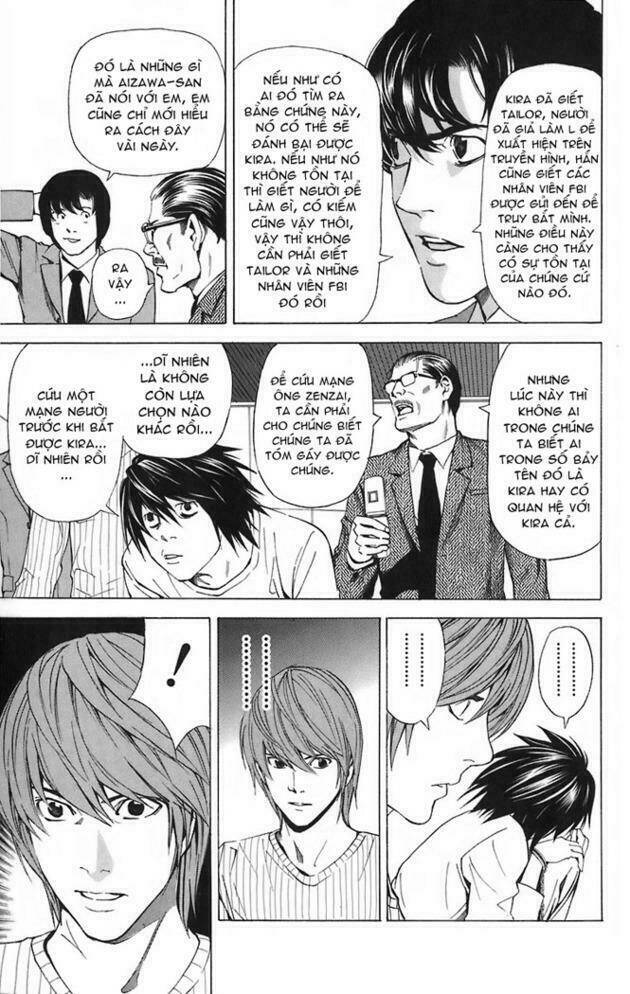 KIRA ĐÃ GIẾT
TAILOR, NGƯỜI
ĐÃ GIẢ LÀM L ĐỂ
XUẤT HIỆN TRÊN
TRUYỀN HÌNH, HẮN
CŨNG GIẾT CÁC
NHÂN VIÊN FBI
ĐƯỢC GỬI ĐẾN ĐỂ
TRUY BẮT MÌNH.
NHỮNG ĐIỀU NÀY
CÀNG CHO THẤY
CÓ SỰ TỒN TẠI
CỦA CHỨNG CỨ
NÀO ĐÓ.
NẾU NHƯ CÓ
AI ĐÓ TÌM RA
BẰNG CHỨNG NÀY,
NÓ CÓ THỂ SẼ
ĐÁNH BẠI ĐƯỢC
KIRA. NẾU NHƯ NÓ
KHÔNG TỒN TẠI
THÌ GIẾT NGƯỜI ĐỂ
LÀM GÌ, CÓ KIẾM
CŨNG VẬY THÔI,
VẬY THÌ KHÔNG
CẦN PHẢI GIẾT
TAILOR VÀ NHỮNG
NHÂN VIÊN FBI
ĐÓ RỒI
ĐÓ LÀ NHỮNG GÌ
MÀ AIZAWA-SAN
ĐÃ NÓI VỚI EM, EM
CŨNG CHỈ MỚI HIỂU
RA CÁCH ĐÂY
VÀI NGÀY.
RA
VẬY
...
NHƯNG
LÚC NÀY THÌ
KHÔNG AI
TRONG CHÚNG
TA BIẾT AI
TRONG SỐ BẢY
TÊN ĐÓ LÀ
KIRA HAY CÓ
QUAN HỆ VỚI
KIRA CẢ.
ĐỂ CỨU MẠNG
ÔNG ZENZAI,
TA CẦN PHẢI
CHO CHÚNG BIẾT
CHÚNG TA ĐÃ
TÓM GÁY ĐƯỢC
CHÚNG.
...DĨ NHIÊN
LÀ KHÔNG
CÒN LỰA
CHỌN NÀO
KHÁC RỒI...
CỨU MỘT
MẠNG NGƯỜI
TRƯỚC KHI BẮT
ĐƯỢC KIRA...
DĨ NHIÊN RỒI
...
.........
.........
.........
.........
!